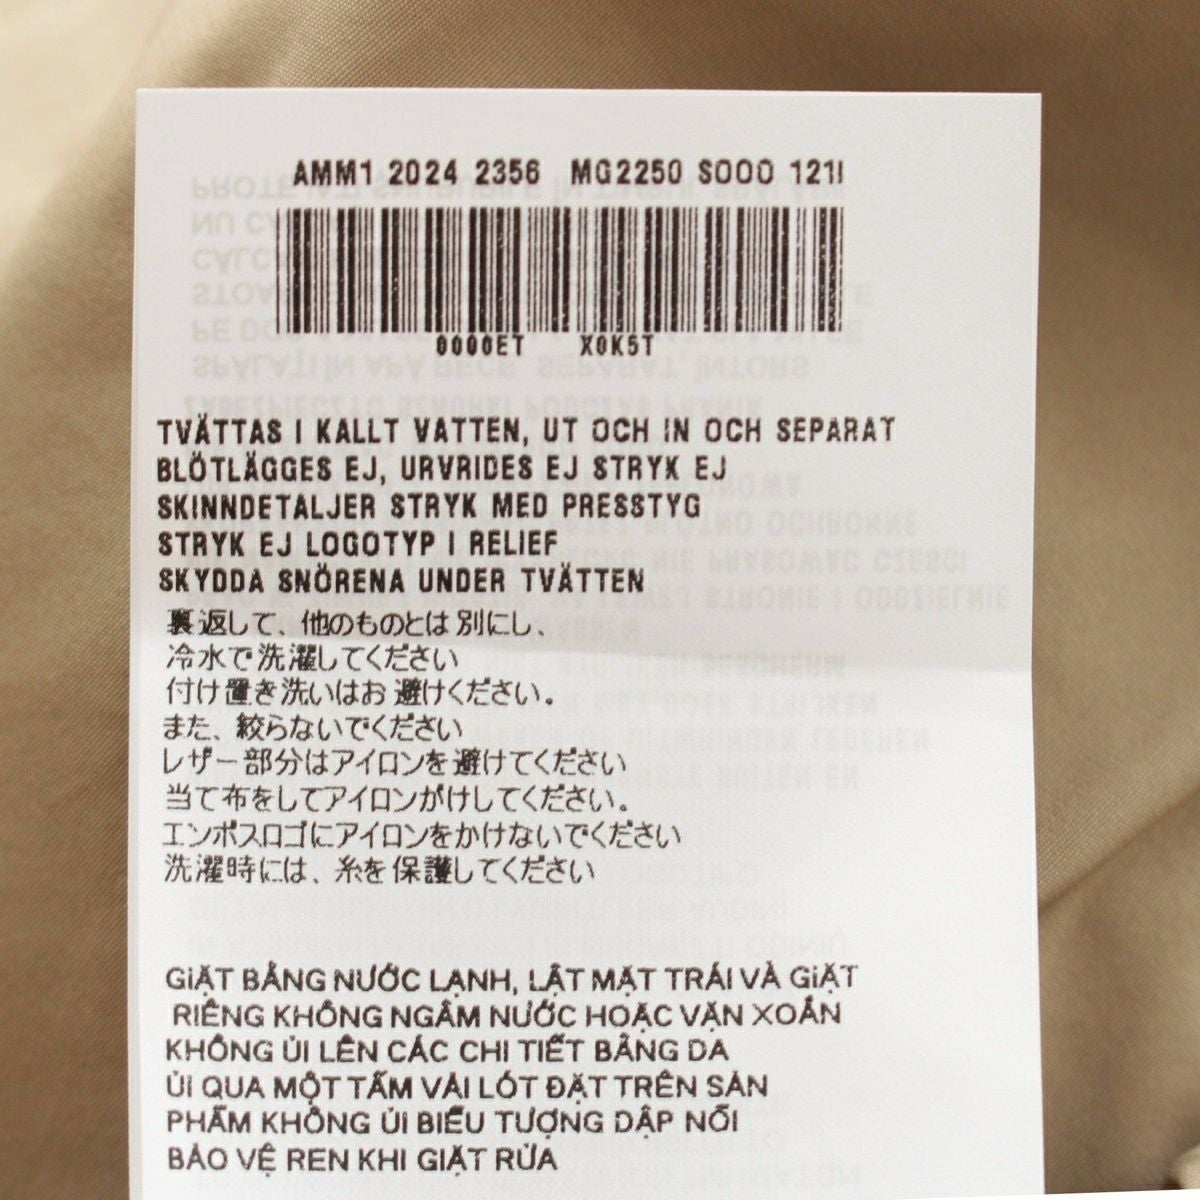 AMM1 2024 2356 MG2250 SOOO 121I
0000ET X0K5T
TVÄTTAS I KALLT VATTEN, UT OCH IN OCH SEPARAT
BLÖTLÄGGES EJ, URVRIDES EJ STRYK EJ
SKINNDETALJER STRYK MED PRESSTYG
STRYK EJ LOGOTYP I RELIEF
SKYDDA SNÖRENA UNDER TVÄTTEN
裏返して、他のものとは別にし、
冷水で洗濯してください
付け置き洗いはお避けください。
また、絞らないでください
レザー部分はアイロンを避けてください
当て布をしてアイロンがけしてください。
エンボスロゴにアイロンをかけないでください
洗濯時には、糸を保護してください
GIẶT BẰNG NƯỚC LẠNH, LẬT MẶT TRÁI VÀ GIẶT
RIÊNG KHÔNG NGÂM NƯỚC HOẶC VẶN XOẮN
KHÔNG ỦI LÊN CÁC CHI TIẾT BẰNG DA
ỦI QUA MỘT TẤM VẢI LÓT ĐẶT TRÊN SẢN
PHẨM KHÔNG ỦI BIỂU TƯỢNG DẬP NỔI
BẢO VỆ REN KHI GIẶT RỬA